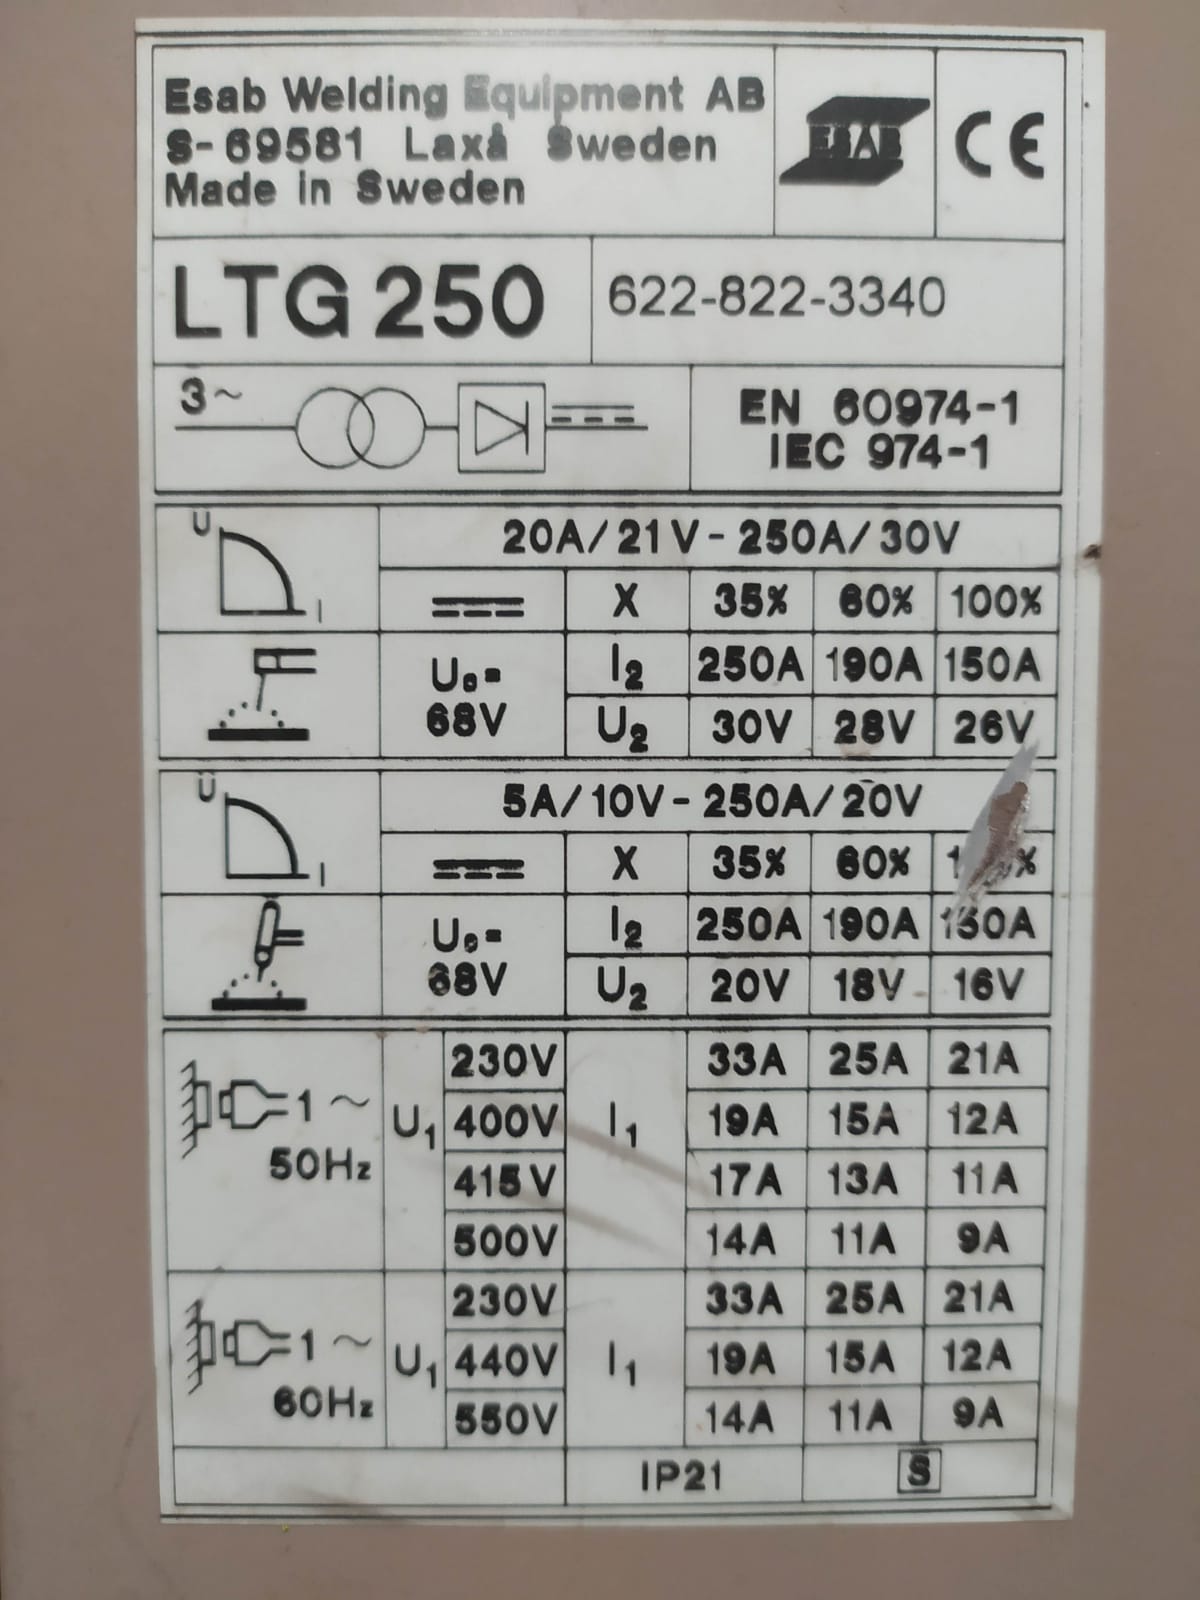 Esab Welding Equipment AB
S-69581 Laxå Sweden
Made in Sweden
ESAB
CE
LTG 250
622-822-3340
3~
EN 60974-1
IEC 974-1
U
I
20A/21V-250A/30V
X 35% 60% 100%
U₀=
68V
I₂ 250A 190A 150A
U₂ 30V 28V 26V
U
I
5A/10V-250A/20V
X 35% 60%
U₀=
68V
I₂ 250A 190A 150A
U₂ 20V 18V 16V
1~
50Hz
U₁
I₁
230V 33A 25A 21A
400V 19A 15A 12A
415V 17A 13A 11A
500V 14A 11A 9A
1~
60Hz
U₁
I₁
230V 33A 25A 21A
440V 19A 15A 12A
550V 14A 11A 9A
IP21
S